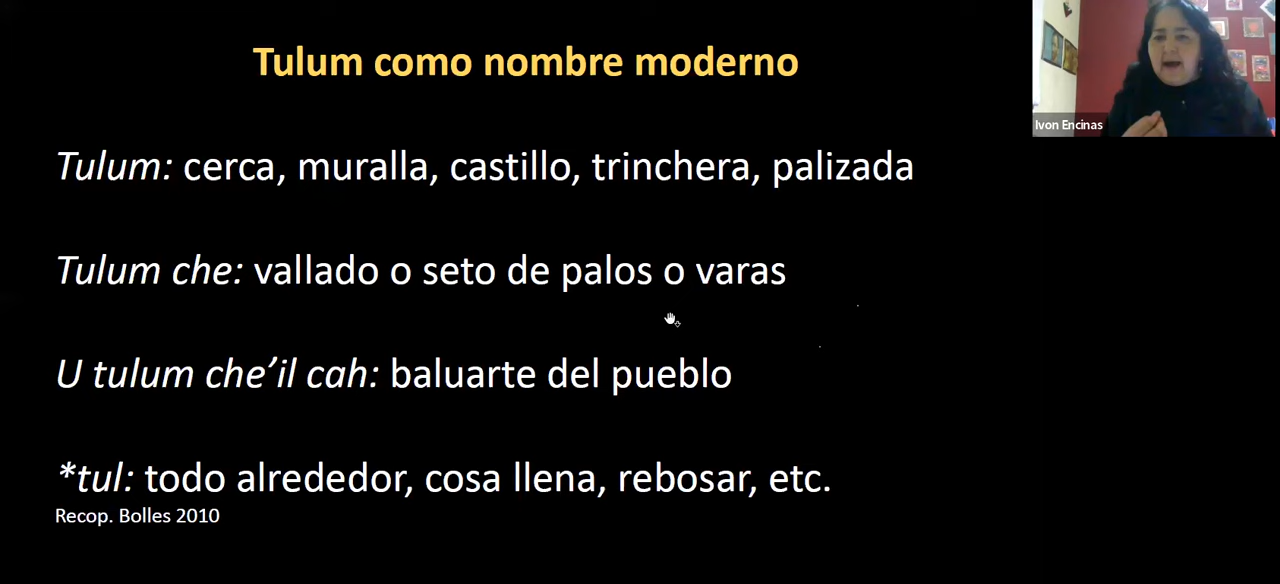 Tulum como nombre moderno
Ivon Encinas
Tulum: cerca, muralla, castillo, trinchera, palizada
Tulum che: vallado o seto de palos o varas
U tulum che’il cah: baluarte del pueblo
*tul: todo alrededor, cosa llena, rebosar, etc.
Recop. Bolles 2010